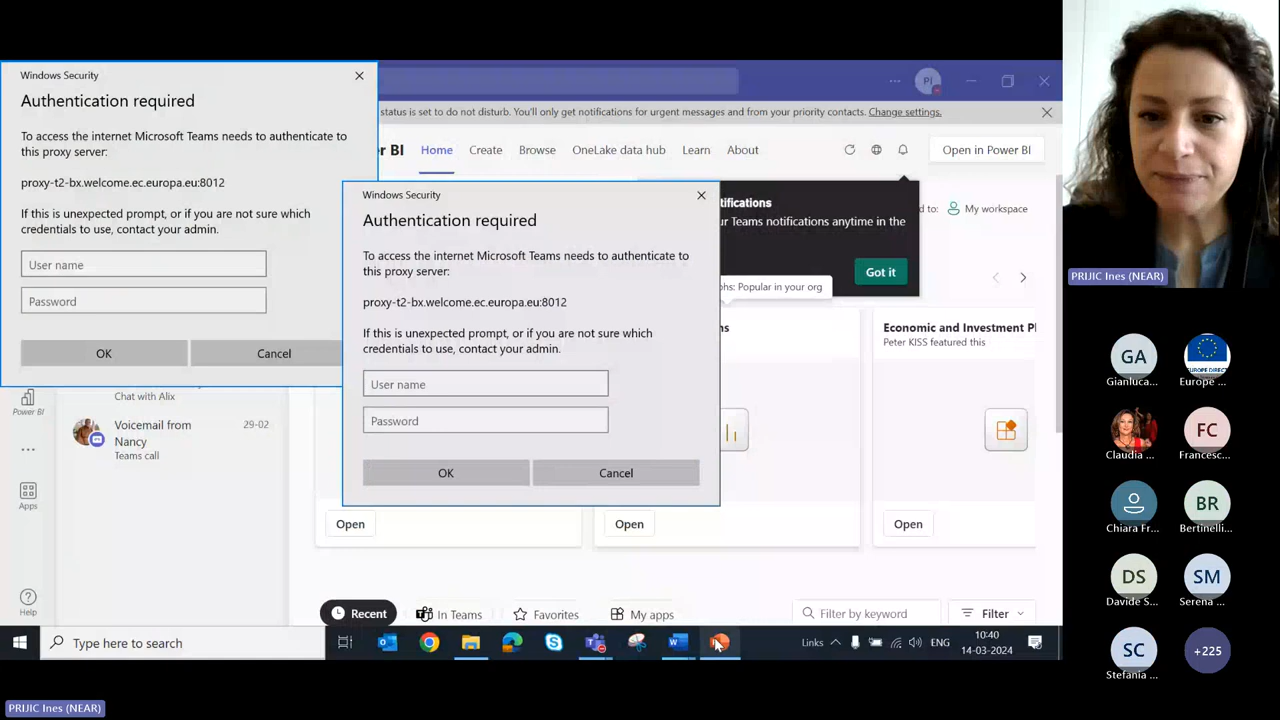 Windows Security
Authentication required
To access the internet Microsoft Teams needs to authenticate to
this proxy server:
proxy-t2-bx.welcome.ec.europa.eu:8012
If this is unexpected prompt, or if you are not sure which
credentials to use, contact your admin.
User name
Password
OK
Cancel
PI
status is set to do not disturb. You'll only get notifications for urgent messages and from your priority contacts. Change settings.
BI
Home
Create
Browse
OneLake data hub
Learn
About
Open in Power BI
Windows Security
Authentication required
To access the internet Microsoft Teams needs to authenticate to
this proxy server:
proxy-t2-bx.welcome.ec.europa.eu:8012
If this is unexpected prompt, or if you are not sure which
credentials to use, contact your admin.
User name
Password
OK
Cancel
Teams notifications anytime in the
Got it
to:
My workspace
Popular in your org
Economic and Investment
Peter KISS featured this
Power BI
Chat with Alix
Voicemail from
Nancy
29-02
Teams call
Apps
Help
Open
Open
Open
Recent
In Teams
Favorites
My apps
Filter by keyword
Filter
Type here to search
Links
ENG
10:40
14-03-2024
PRIJIC Ines (NEAR)
GA
Gianluca...
EUROPE DIRECT
Europe ...
Claudia ...
FC
Francesc...
Chiara Fr...
BR
Bertinelli...
DS
Davide S...
SM
Serena ...
SC
Stefania ...
+225
PRIJIC Ines (NEAR)